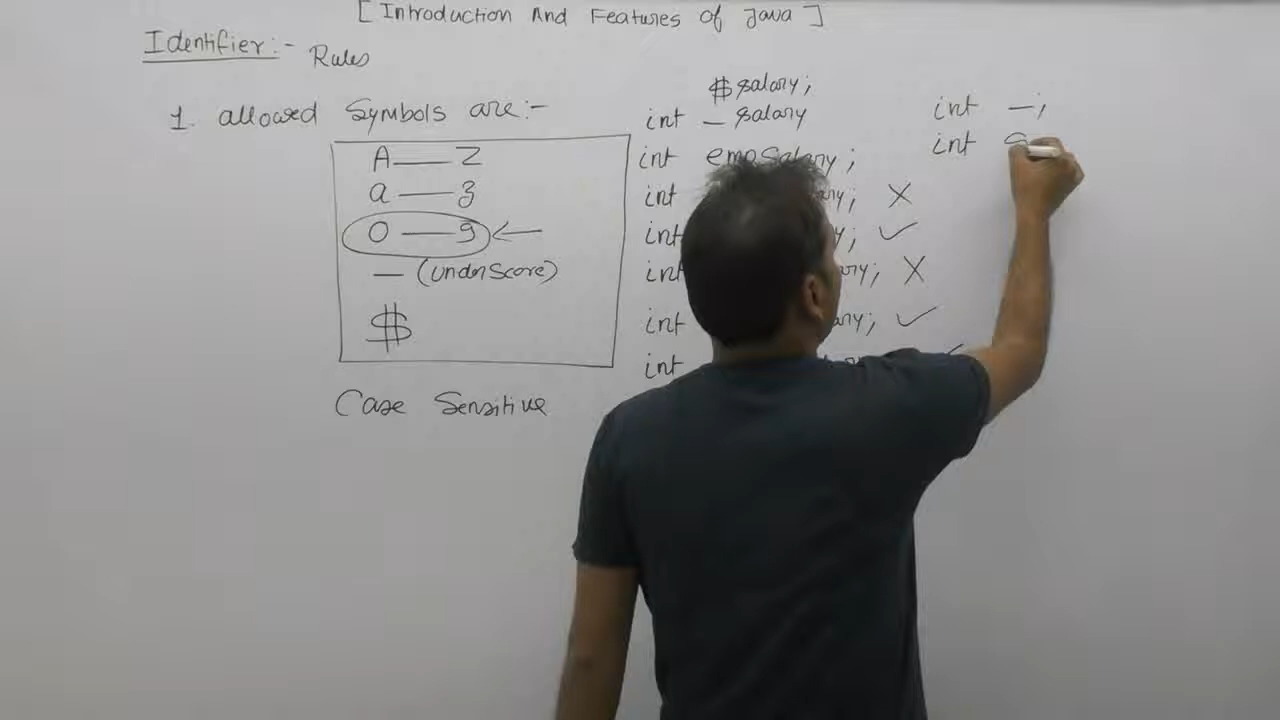 [ Introduction And Features of Java ]
Identifier:- Rules
1. allowed Symbols are:-
A — Z
a — z
0 — 9 ←
— (underscore)
$
Case Sensitive
$ salary;
int _ salary
int empSalary;
int ary; ✗
int y; ✓
int ary; ✗
int ary; ✓
int
int _;
int